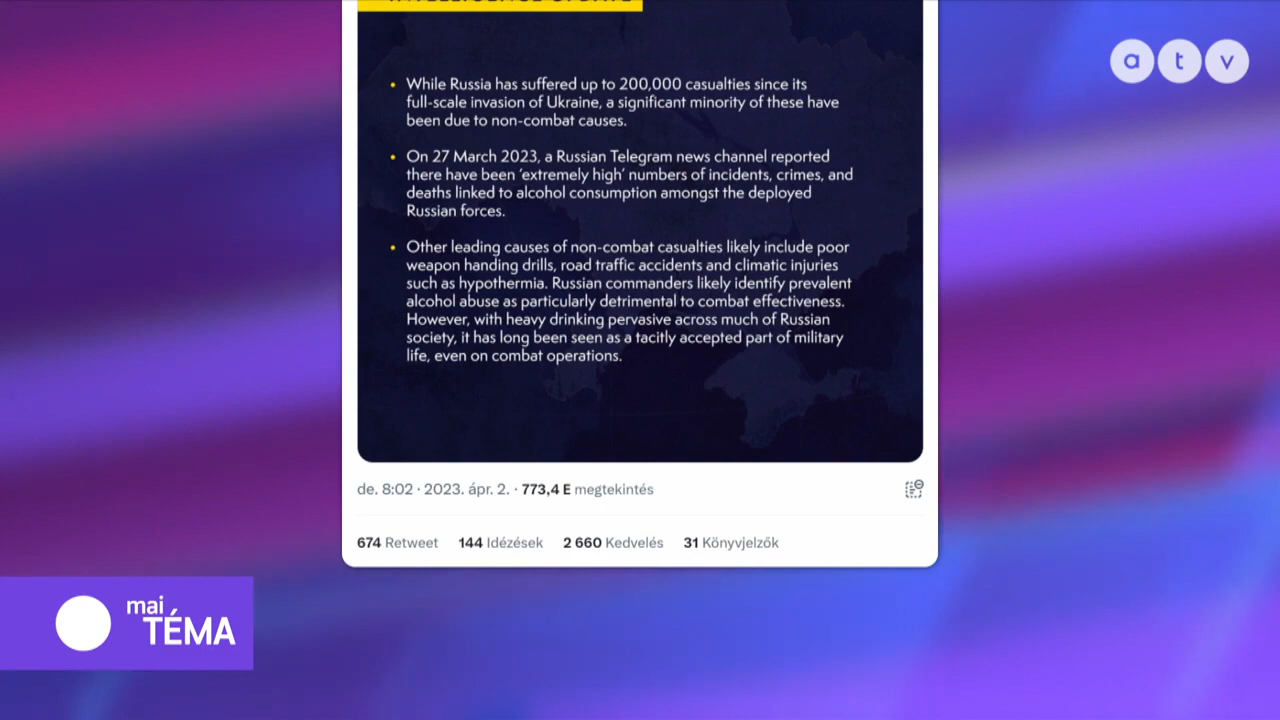 a t v
While Russia has suffered up to 200,000 casualties since its
full-scale invasion of Ukraine, a significant minority of these have
been due to non-combat causes.
On 27 March 2023, a Russian Telegram news channel reported
there have been ‘extremely high’ numbers of incidents, crimes, and
deaths linked to alcohol consumption amongst the deployed
Russian forces.
Other leading causes of non-combat casualties likely include poor
weapon handing drills, road traffic accidents and climatic injuries
such as hypothermia. Russian commanders likely identify prevalent
alcohol abuse as particularly detrimental to combat effectiveness.
However, with heavy drinking pervasive across much of Russian
society, it has long been seen as a tacitly accepted part of military
life, even on combat operations.
de. 8:02 · 2023. ápr. 2. · 773,4 E megtekintés
674 Retweet 144 Idézések 2 660 Kedvelés 31 Könyvjelzők
mai
TÉMA